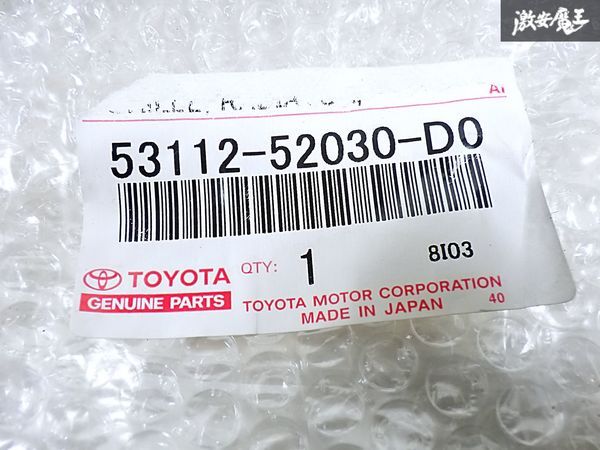 激安魔王
53112-52030-D0
QTY: 1 8I03
TOYOTA
GENUINE PARTS
TOYOTA MOTOR CORPORATION
MADE IN JAPAN 40